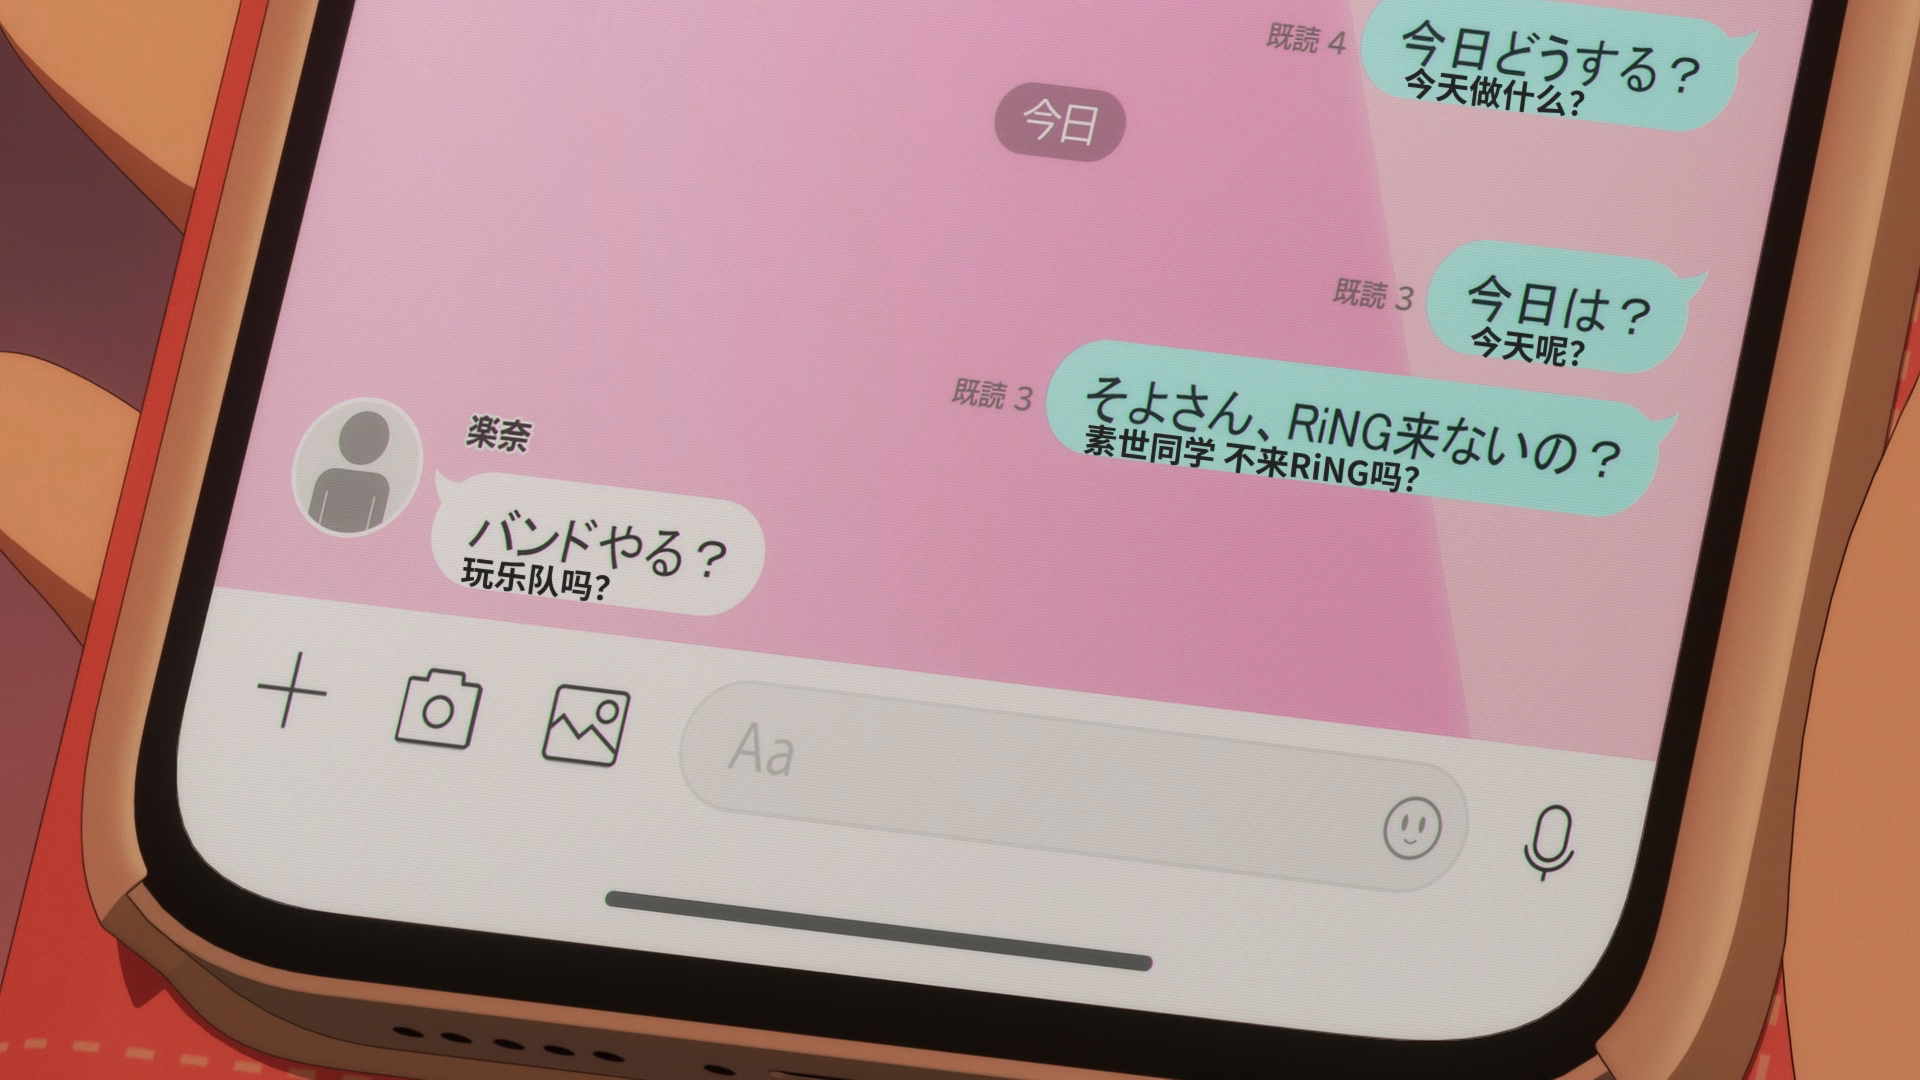 既読 4
今日どうする？
今天做什么？
今日
既読 3
今日は？
今天呢？
既読 3
そよさん、RiNG来ないの？
素世同学 不来RiNG吗？
楽奈
バンドやる？
玩乐队吗？
Aa